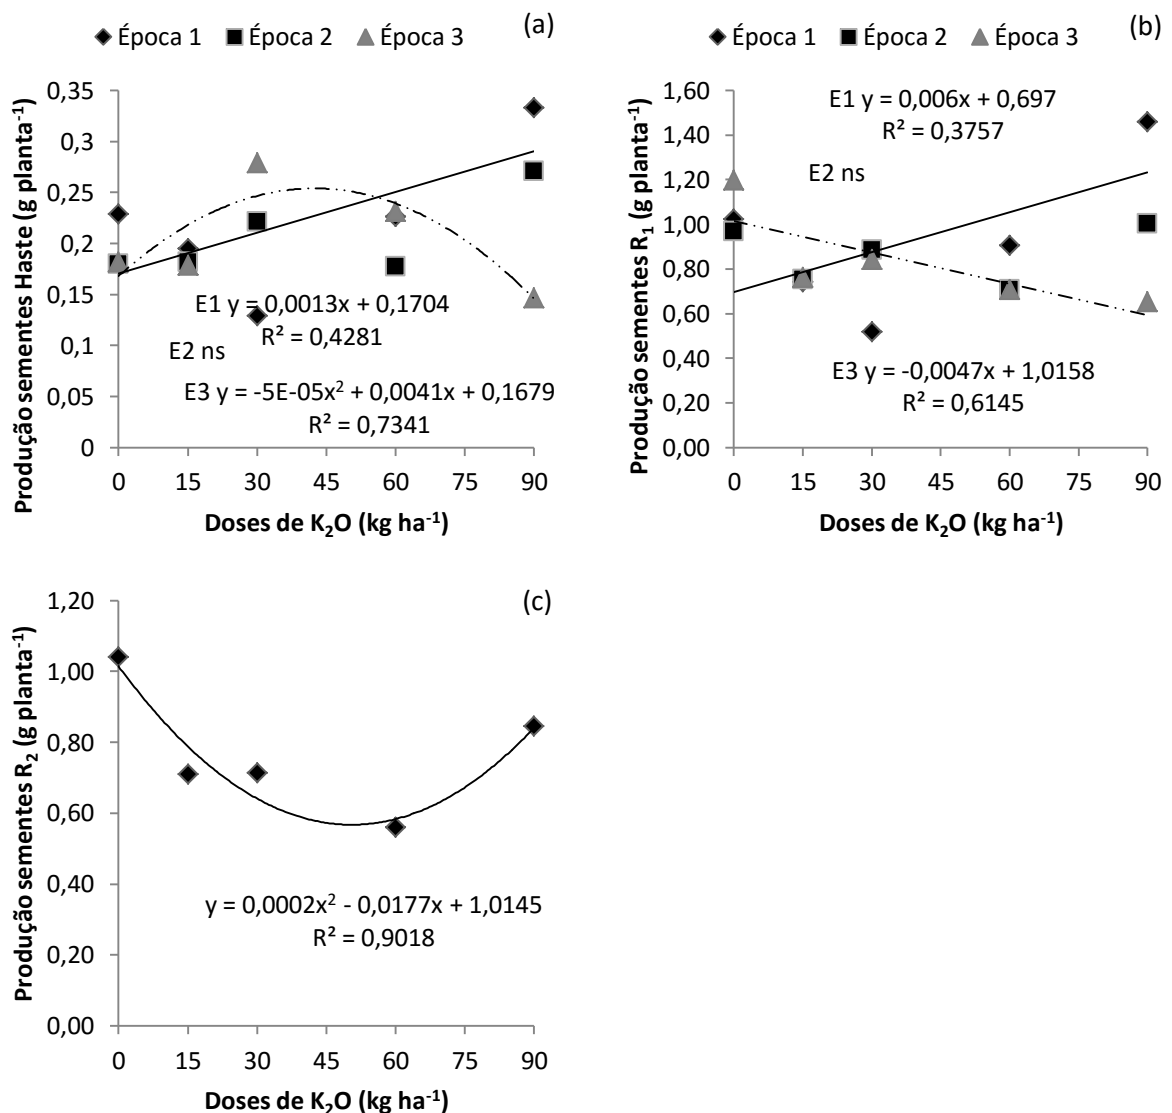 (a)
Época 1 Época 2 Época 3
Produção sementes Haste (g planta⁻¹)
0,35
0,3
0,25
0,2
0,15
0,1
0,05
0
E1 y = 0,0013x + 0,1704
R² = 0,4281
E2 ns
E3 y = -5E-05x² + 0,0041x + 0,1679
R² = 0,7341
0 15 30 45 60 75 90
Doses de K₂O (kg ha⁻¹)
(b)
Época 1 Época 2 Época 3
Produção sementes R₁ (g planta⁻¹)
1,60
1,40
1,20
1,00
0,80
0,60
0,40
0,20
0,00
E1 y = 0,006x + 0,697
R² = 0,3757
E2 ns
E3 y = -0,0047x + 1,0158
R² = 0,6145
0 15 30 45 60 75 90
Doses de K₂O (kg ha⁻¹)
(c)
Produção sementes R₂ (g planta⁻¹)
1,20
1,00
0,80
0,60
0,40
0,20
0,00
y = 0,0002x² - 0,0177x + 1,0145
R² = 0,9018
0 15 30 45 60 75 90
Doses de K₂O (kg ha⁻¹)